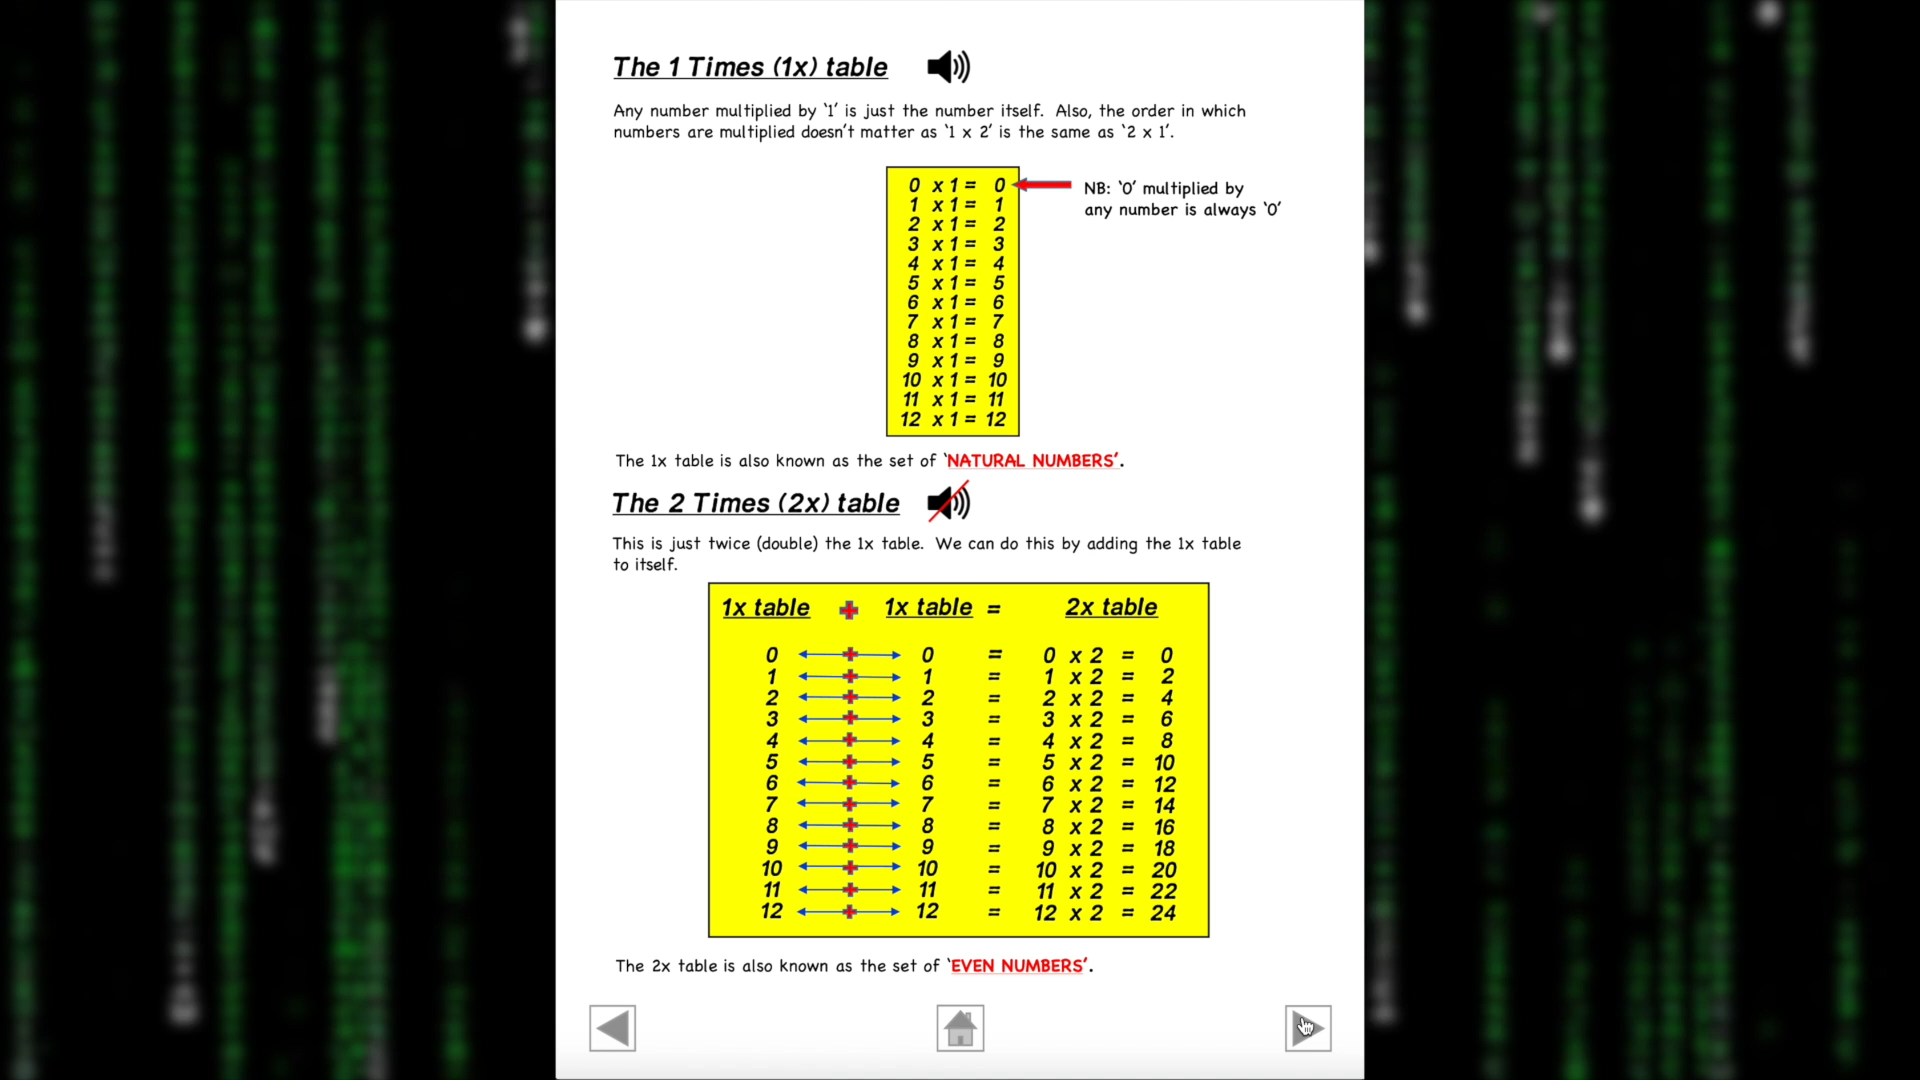 The 1 Times (1x) table
Any number multiplied by ‘1’ is just the number itself. Also, the order in which
numbers are multiplied doesn’t matter as ‘1 x 2’ is the same as ‘2 x 1’.
0 x 1 = 0
NB: ‘0’ multiplied by
any number is always ‘0’
1 x 1 = 1
2 x 1 = 2
3 x 1 = 3
4 x 1 = 4
5 x 1 = 5
6 x 1 = 6
7 x 1 = 7
8 x 1 = 8
9 x 1 = 9
10 x 1 = 10
11 x 1 = 11
12 x 1 = 12
The 1x table is also known as the set of ‘NATURAL NUMBERS’.
The 2 Times (2x) table
This is just twice (double) the 1x table. We can do this by adding the 1x table
to itself.
1x table + 1x table = 2x table
0 + 0 = 0 x 2 = 0
1 + 1 = 1 x 2 = 2
2 + 2 = 2 x 2 = 4
3 + 3 = 3 x 2 = 6
4 + 4 = 4 x 2 = 8
5 + 5 = 5 x 2 = 10
6 + 6 = 6 x 2 = 12
7 + 7 = 7 x 2 = 14
8 + 8 = 8 x 2 = 16
9 + 9 = 9 x 2 = 18
10 + 10 = 10 x 2 = 20
11 + 11 = 11 x 2 = 22
12 + 12 = 12 x 2 = 24
The 2x table is also known as the set of ‘EVEN NUMBERS’.